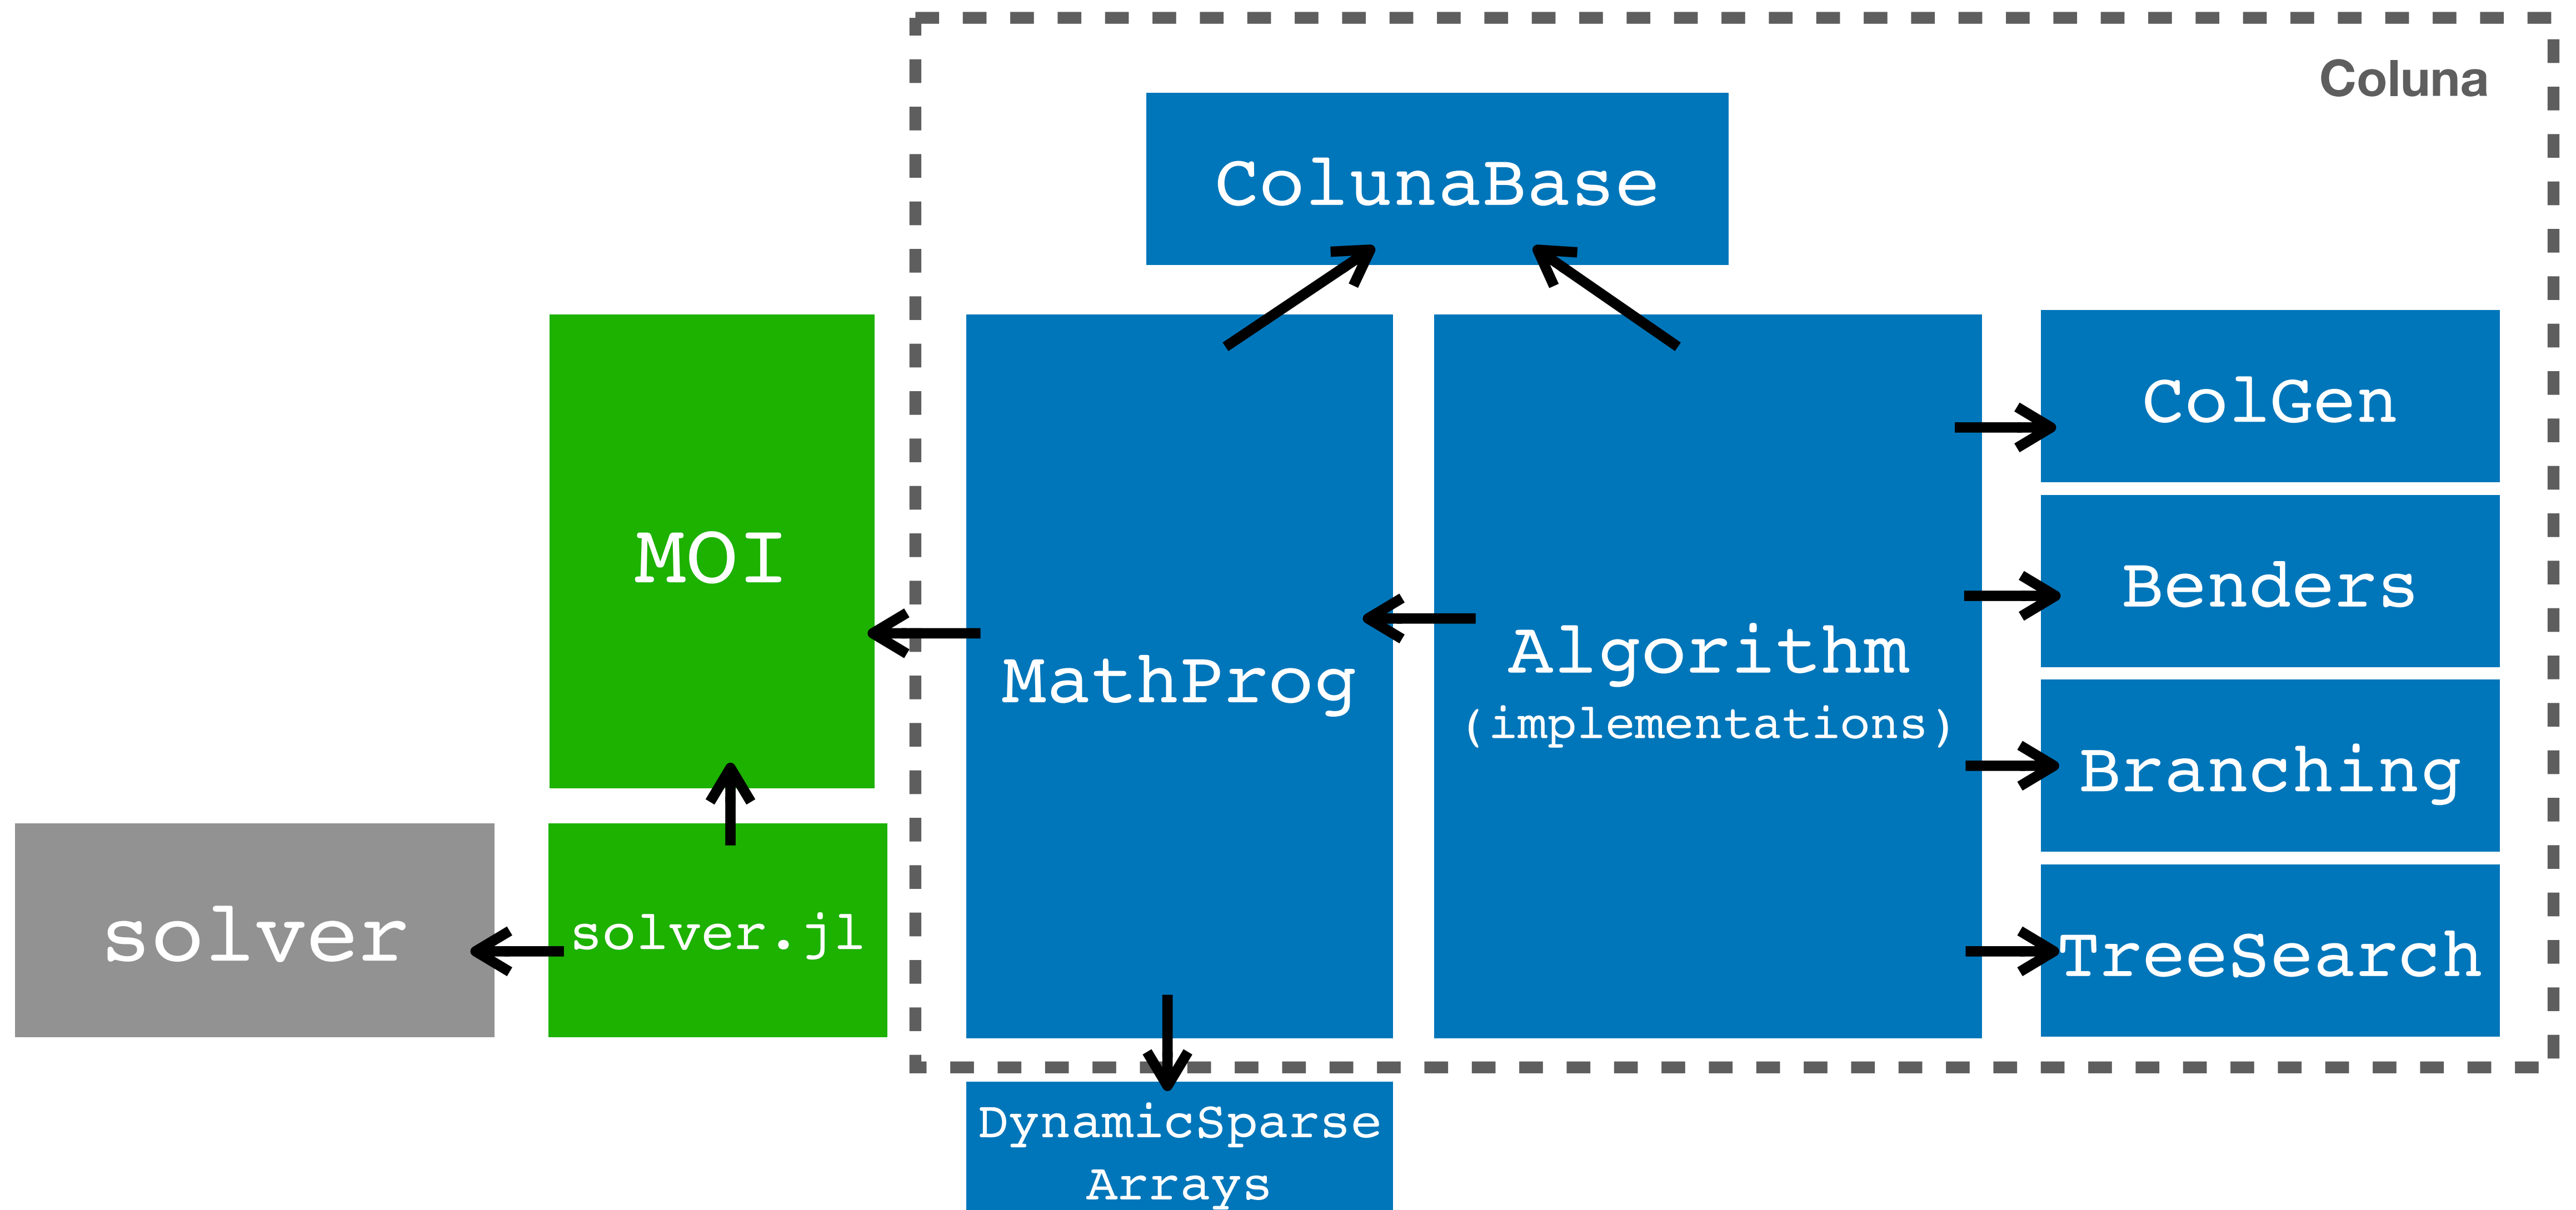 Coluna
ColunaBase
ColGen
MOI
Benders
MathProg
Algorithm
(implementations)
Branching
solver
solver.jl
TreeSearch
DynamicSparse
Arrays